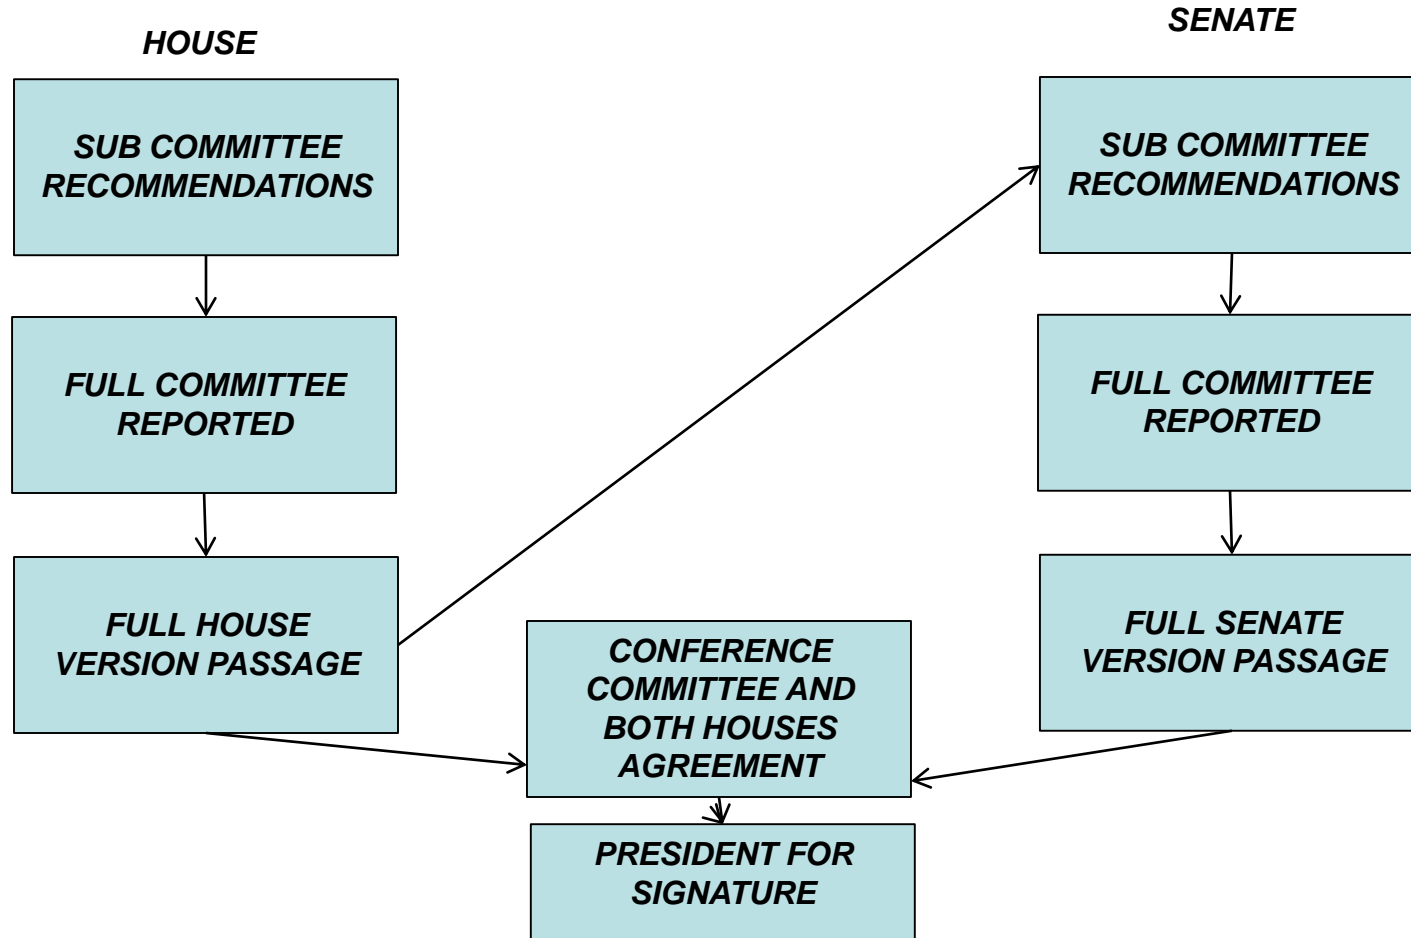 HOUSE
SUB COMMITTEE
RECOMMENDATIONS
FULL COMMITTEE
REPORTED
FULL HOUSE
VERSION PASSAGE
SENATE
SUB COMMITTEE
RECOMMENDATIONS
FULL COMMITTEE
REPORTED
FULL SENATE
VERSION PASSAGE
CONFERENCE
COMMITTEE AND
BOTH HOUSES
AGREEMENT
PRESIDENT FOR
SIGNATURE